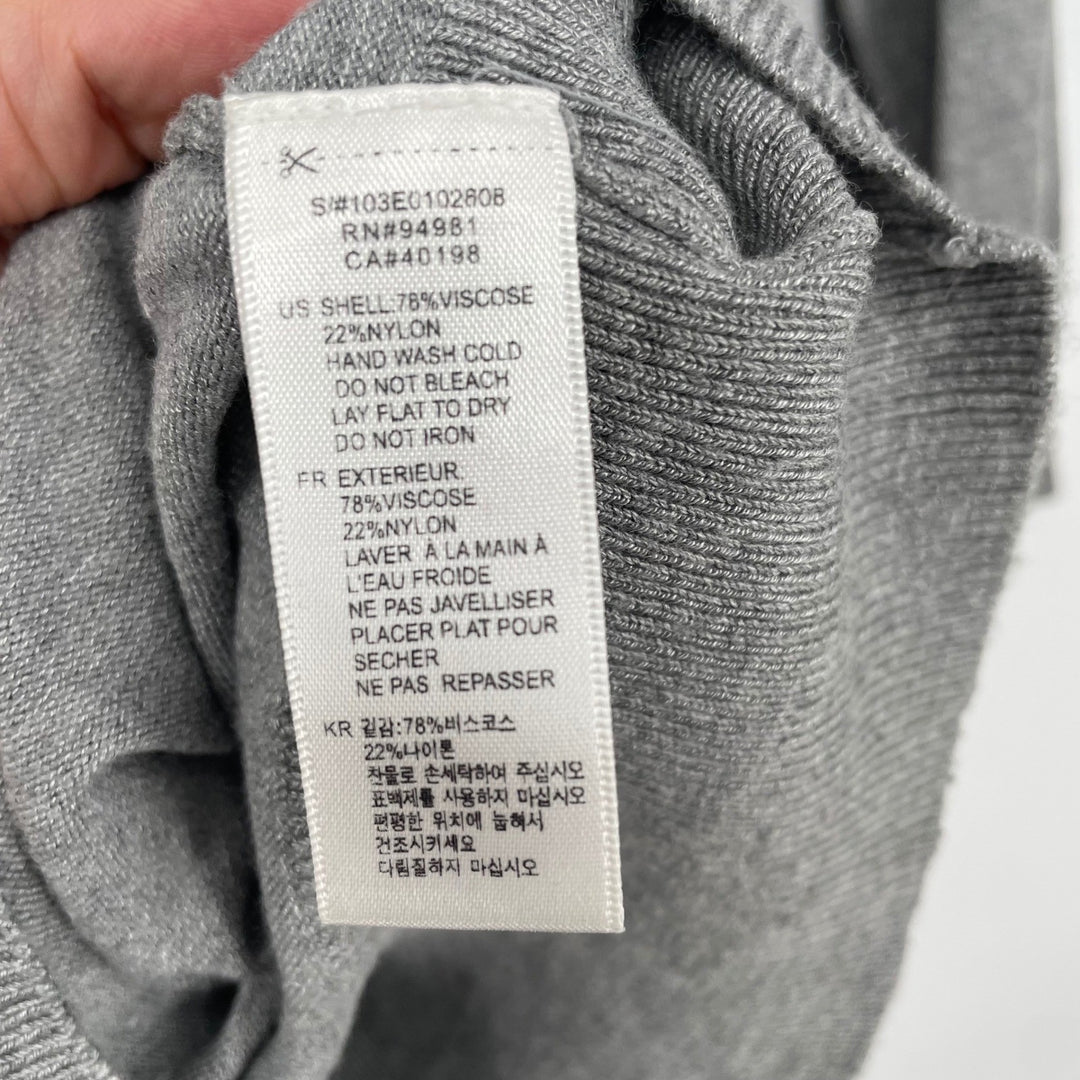 S/#103E0102808
RN#94981
CA#40198
US SHELL:78%VISCOSE
22%NYLON
HAND WASH COLD
DO NOT BLEACH
LAY FLAT TO DRY
DO NOT IRON
FR EXTERIEUR:
78%VISCOSE
22%NYLON
LAVER À LA MAIN À
L'EAU FROIDE
NE PAS JAVELLISER
PLACER PLAT POUR
SECHER
NE PAS REPASSER
KR 겉감:78%비스코스
22%나이론
찬물로 손세탁하여 주십시오
표백제를 사용하지 마십시오
편평한 위치에 눕혀서
건조시키세요
다림질하지 마십시오